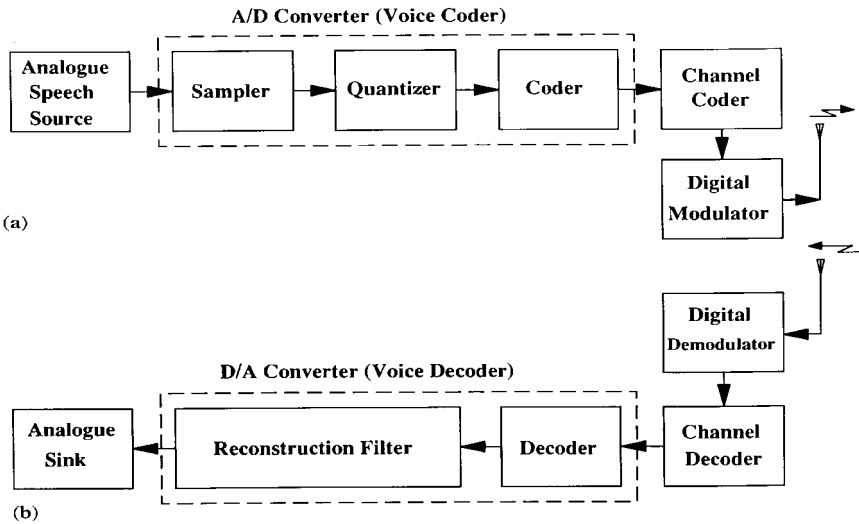 A/D Converter (Voice Coder)
Analogue
Speech
Source
Sampler
Quantizer
Coder
Channel
Coder
Digital
Modulator
(a)
Digital
Demodulator
D/A Converter (Voice Decoder)
Analogue
Sink
Reconstruction Filter
Decoder
Channel
Decoder
(b)